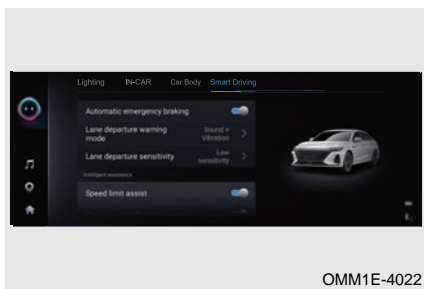 Lighting IN-CAR Car Body Smart Driving
Automatic emergency braking
Lane departure warning mode Sound + Vibration
Lane departure sensitivity Low sensitivity
Intelligent assistance
Speed limit assist
OMM1E-4022